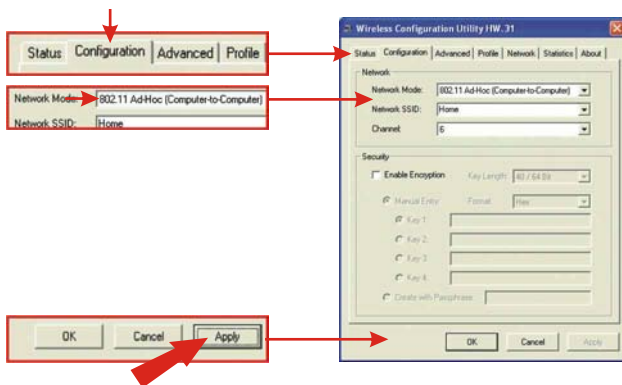 Status Configuration Advanced Profile
Network Mode: 802.11 Ad-Hoc (Computer-to-Computer)
Network SSID: Home
OK Cancel Apply
Wireless Configuration Utility HW.31
Status Configuration Advanced Profile Network Statistics About
Network
Network Mode: 802.11 Ad-Hoc (Computer-to-Computer)
Network SSID: Home
Channel: 6
Security
Enable Encryption Key Length: 40 / 64 Bit
Manual Entry Format: Hex
Key 1:
Key 2:
Key 3:
Key 4:
Create with Passphrase:
OK Cancel Apply